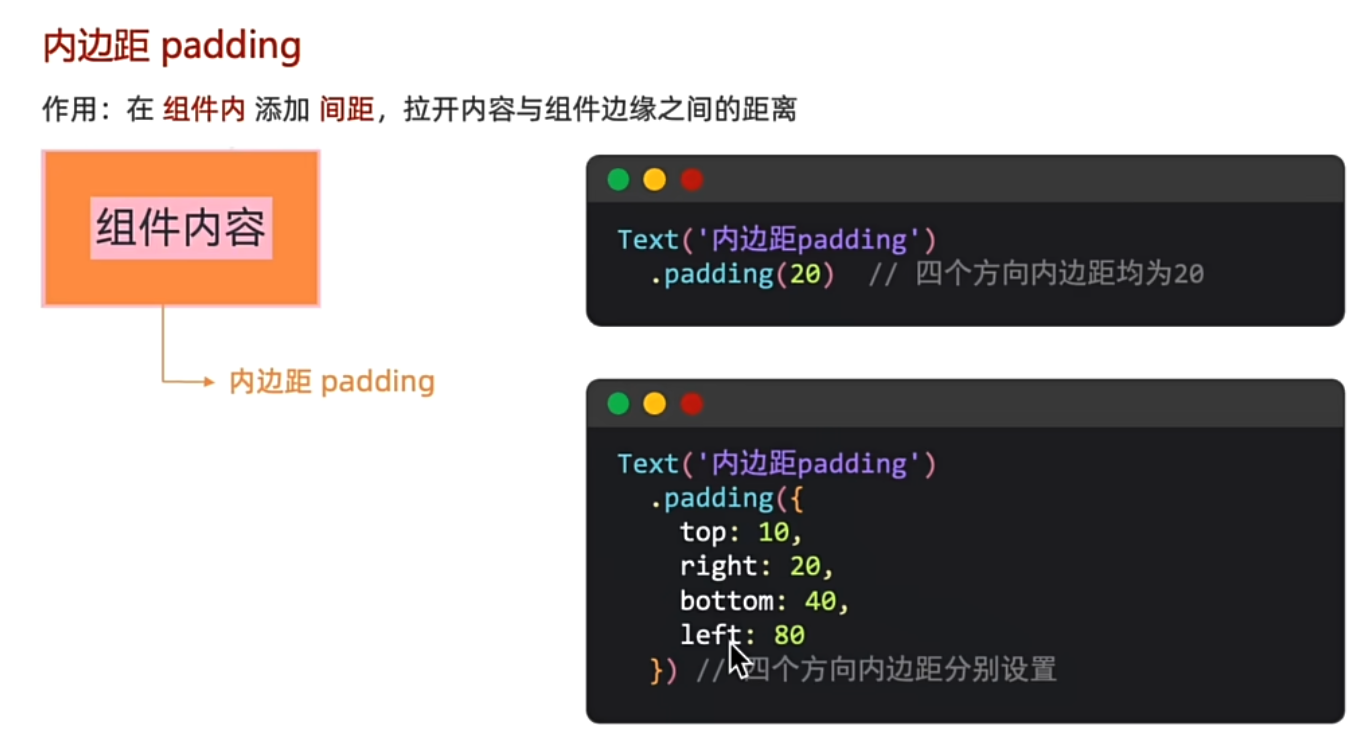 内边距 padding
作用：在 组件内 添加 间距，拉开内容与组件边缘之间的距离
组件内容
内边距 padding
Text('内边距padding')
.padding(20) // 四个方向内边距均为20
Text('内边距padding')
.padding({
top: 10,
right: 20,
bottom: 40,
left: 80
}) // 四个方向内边距分别设置